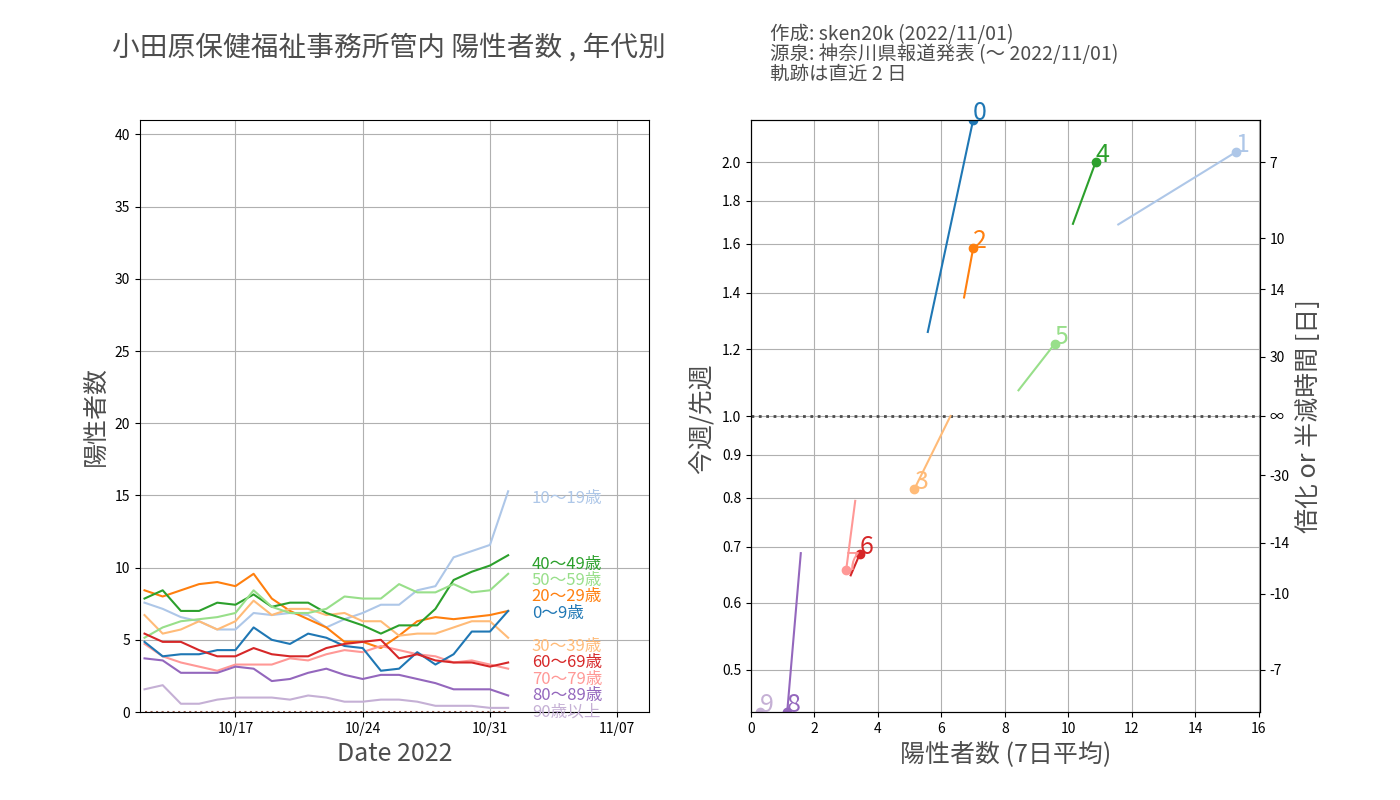 小田原保健福祉事務所管内 陽性者数 , 年代別
作成: sken20k (2022/11/01)
源泉: 神奈川県報道発表 (〜 2022/11/01)
軌跡は直近 2 日
陽性者数
40
35
30
25
20
15
10
5
0
10/17
10/24
10/31
11/07
Date 2022
10〜19歳
40〜49歳
50〜59歳
20〜29歳
0〜9歳
30〜39歳
60〜69歳
70〜79歳
80〜89歳
90歳以上
今週/先週
2.0
1.8
1.6
1.4
1.2
1.0
0.9
0.8
0.7
0.6
0.5
0
1
4
2
5
3
6
7
9
8
0
2
4
6
8
10
12
14
16
陽性者数 (7日平均)
7
10
14
30
∞
-30
-14
-10
-7
倍化 or 半減時間 [日]